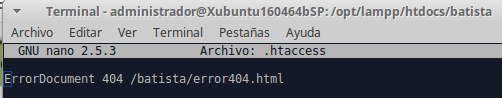 Terminal - administrador@Xubuntu160464bSP: /opt/lampp/htdocs/batista
Archivo Editar Ver Terminal Pestañas Ayuda
GNU nano 2.5.3 Archivo: .htaccess
ErrorDocument 404 /batista/error404.html